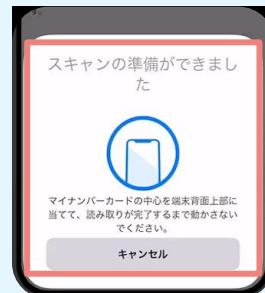 スキャンの準備ができまし
た
マイナンバーカードの中心を端末背面上部に
当てて、読み取りが完了するまで動かさない
でください。
キャンセル